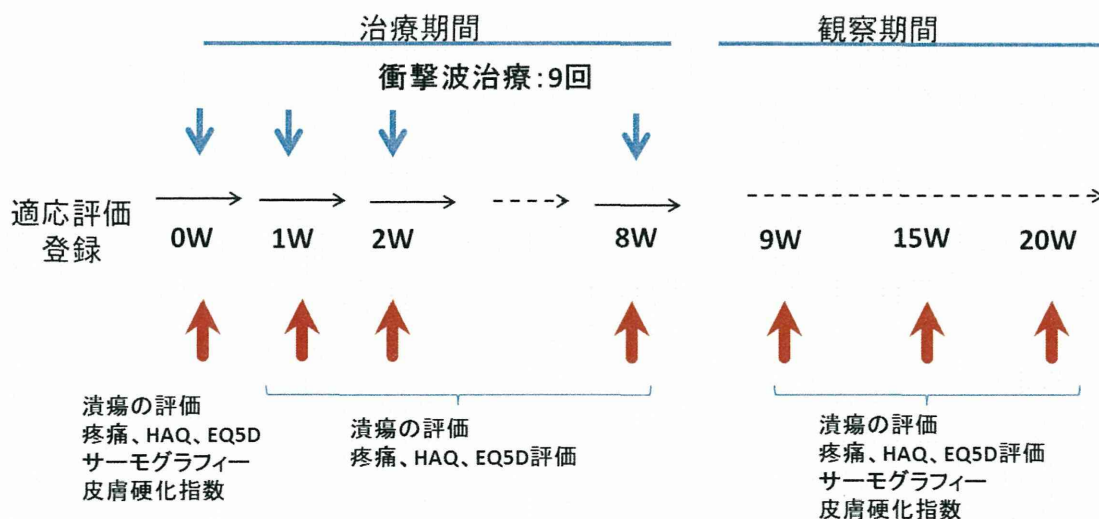 治療期間
観察期間
衝撃波治療:9回
適応評価
登録
0W
1W
2W
8W
9W
15W
20W
潰瘍の評価
疼痛、HAQ、EQ5D
サーモグラフィー
皮膚硬化指数
潰瘍の評価
疼痛、HAQ、EQ5D評価
潰瘍の評価
疼痛、HAQ、EQ5D評価
サーモグラフィー
皮膚硬化指数